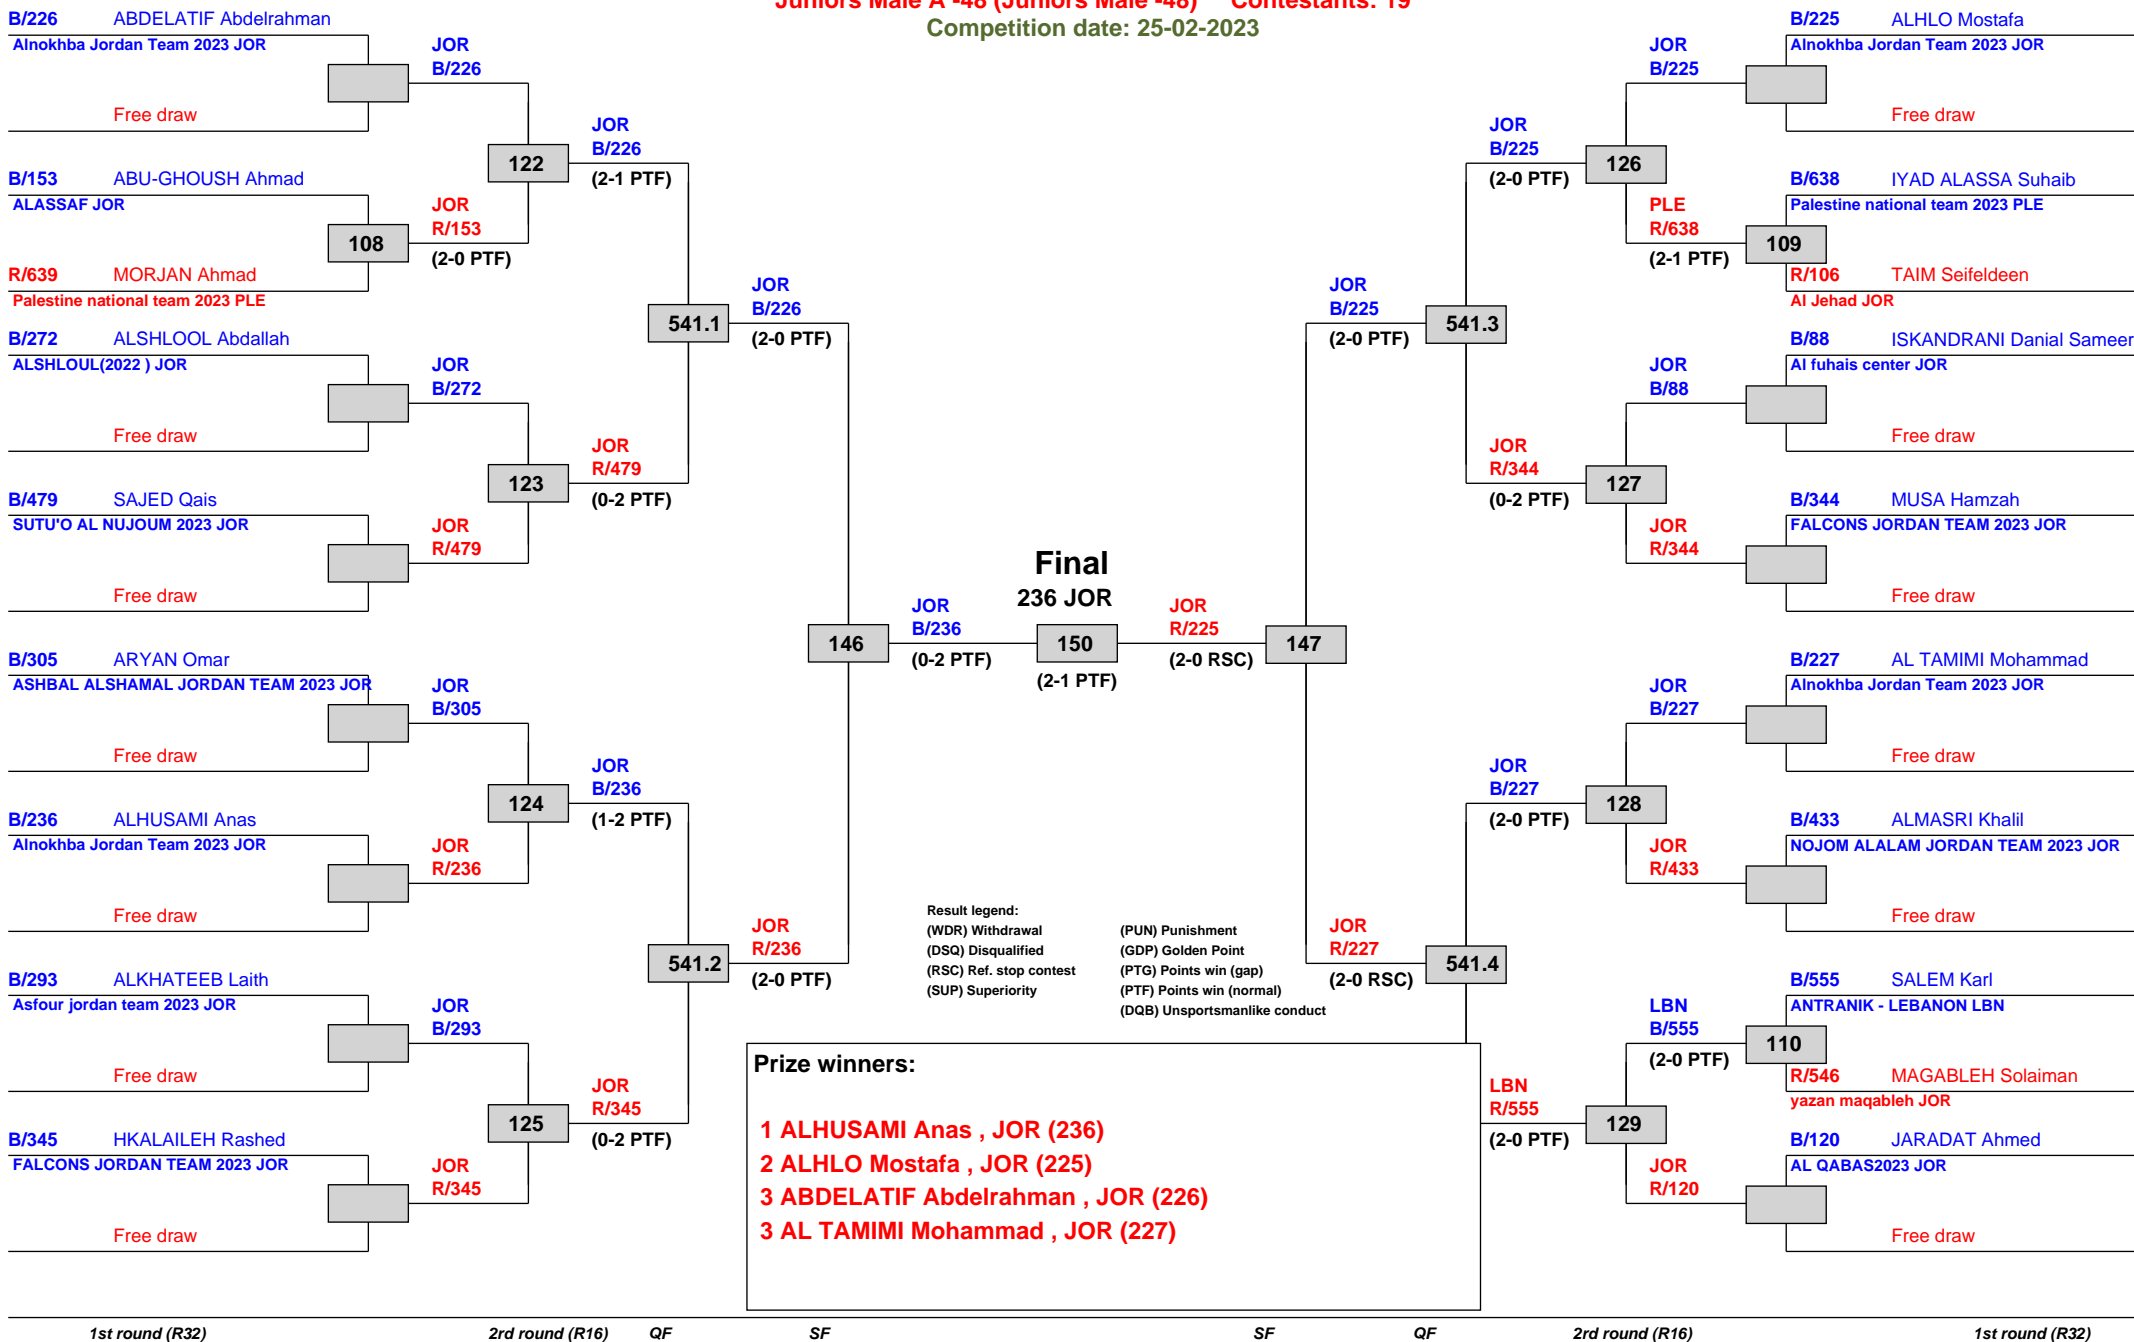 Juniors Male A -48 (Juniors Male -48) Contestants: 19
Competition date: 25-02-2023
B/226 ABDELATIF Abdelrahman
Alnokhba Jordan Team 2023 JOR
Free draw
B/153 ABU-GHOUSH Ahmad
ALASSAF JOR
108
R/639 MORJAN Ahmad
Palestine national team 2023 PLE
B/272 ALSHLOOL Abdallah
ALSHLOUL(2022 ) JOR
Free draw
B/479 SAJED Qais
SUTU'O AL NUJOUM 2023 JOR
Free draw
B/305 ARYAN Omar
ASHBAL ALSHAMAL JORDAN TEAM 2023 JOR
Free draw
B/236 ALHUSAMI Anas
Alnokhba Jordan Team 2023 JOR
Free draw
B/293 ALKHATEEB Laith
Asfour jordan team 2023 JOR
Free draw
B/345 HKALAILEH Rashed
FALCONS JORDAN TEAM 2023 JOR
Free draw
JOR
B/226
122
JOR
R/153
(2-0 PTF)
JOR
B/272
123
JOR
R/479
JOR
B/305
124
JOR
R/236
JOR
B/293
125
JOR
R/345
JOR
B/226
(2-1 PTF)
541.1
JOR
R/479
(0-2 PTF)
JOR
B/236
(1-2 PTF)
541.2
JOR
R/345
(0-2 PTF)
JOR
B/226
(2-0 PTF)
146
JOR
R/236
(2-0 PTF)
JOR
B/236
(0-2 PTF)
Final
236 JOR
150
(2-1 PTF)
JOR
R/225
(2-0 RSC)
147
JOR
B/225
(2-0 PTF)
541.3
JOR
R/227
(2-0 RSC)
541.4
JOR
B/225
(2-0 PTF)
126
JOR
R/344
(0-2 PTF)
127
JOR
B/227
(2-0 PTF)
128
LBN
R/555
(2-0 PTF)
129
JOR
B/225
PLE
R/638
(2-1 PTF)
109
JOR
B/88
JOR
R/344
JOR
B/227
JOR
R/433
LBN
B/555
(2-0 PTF)
110
JOR
R/120
B/225 ALHLO Mostafa
Alnokhba Jordan Team 2023 JOR
Free draw
B/638 IYAD ALASSA Suhaib
Palestine national team 2023 PLE
R/106 TAIM Seifeldeen
Al Jehad JOR
B/88 ISKANDRANI Danial Sameer
Al fuhais center JOR
Free draw
B/344 MUSA Hamzah
FALCONS JORDAN TEAM 2023 JOR
Free draw
B/227 AL TAMIMI Mohammad
Alnokhba Jordan Team 2023 JOR
Free draw
B/433 ALMASRI Khalil
NOJOM ALALAM JORDAN TEAM 2023 JOR
Free draw
B/555 SALEM Karl
ANTRANIK - LEBANON LBN
R/546 MAGABLEH Solaiman
yazan maqableh JOR
B/120 JARADAT Ahmed
AL QABAS2023 JOR
Free draw
Result legend:
(WDR) Withdrawal (PUN) Punishment
(DSQ) Disqualified (GDP) Golden Point
(RSC) Ref. stop contest (PTG) Points win (gap)
(SUP) Superiority (PTF) Points win (normal)
(DQB) Unsportsmanlike conduct
Prize winners:
1 ALHUSAMI Anas , JOR (236)
2 ALHLO Mostafa , JOR (225)
3 ABDELATIF Abdelrahman , JOR (226)
3 AL TAMIMI Mohammad , JOR (227)
1st round (R32) 2rd round (R16) QF SF SF QF 2rd round (R16) 1st round (R32)